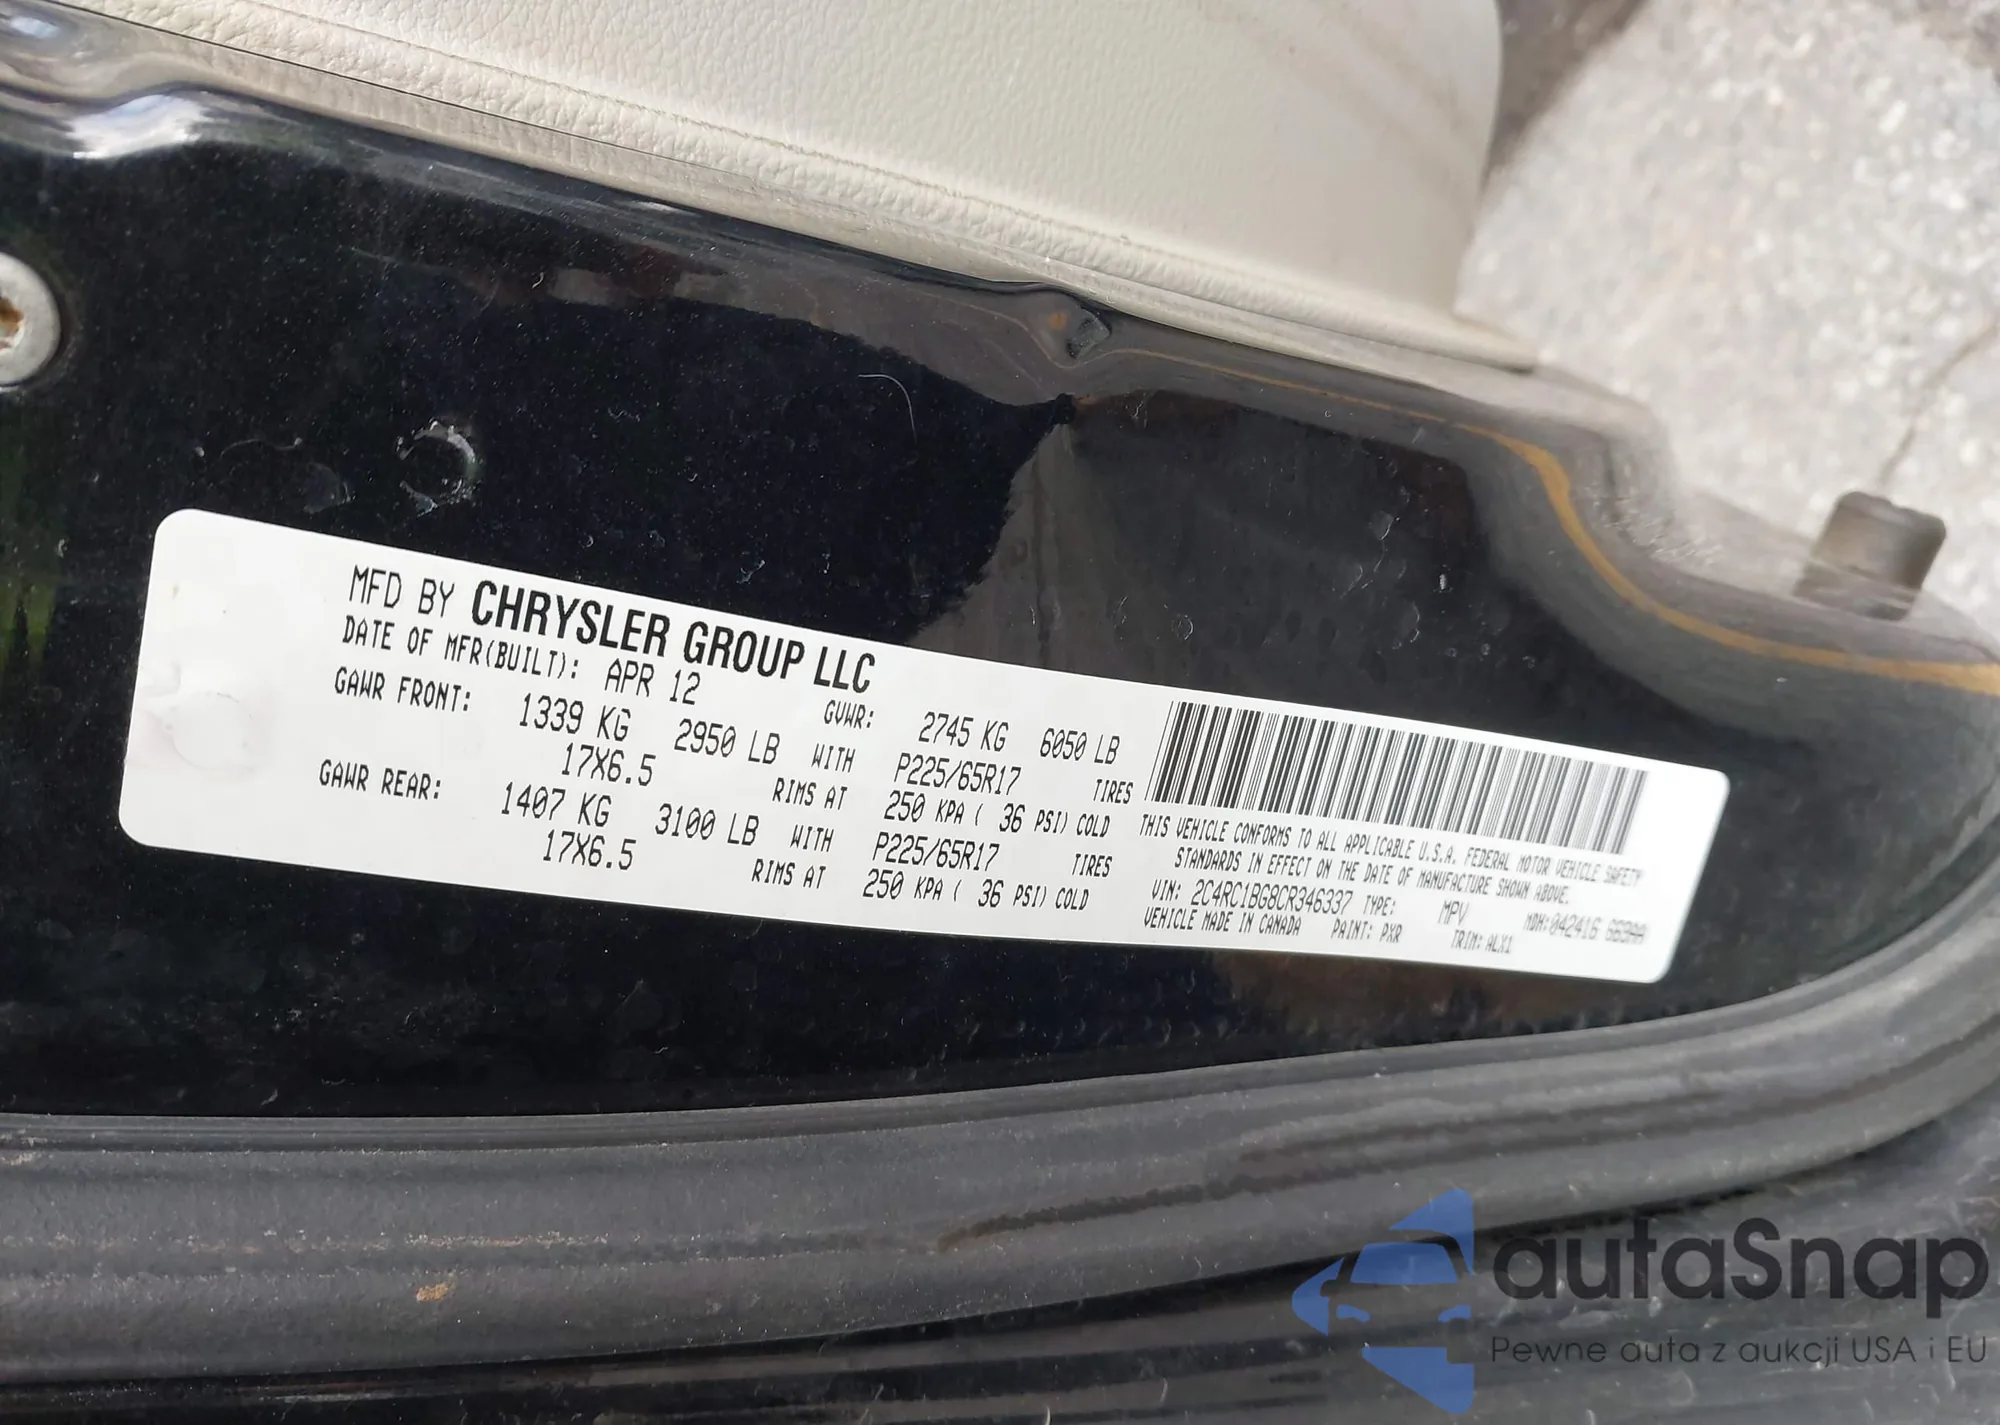 MFD BY CHRYSLER GROUP LLC
DATE OF MFR(BUILT): APR 12 GVWR: 2745 KG 6050 LB
GAWR FRONT: 1339 KG 2950 LB WITH P225/65R17 TIRES
17X6.5 RIMS AT 250 KPA ( 36 PSI) COLD
GAWR REAR: 1407 KG 3100 LB WITH P225/65R17 TIRES
17X6.5 RIMS AT 250 KPA ( 36 PSI) COLD
THIS VEHICLE CONFORMS TO ALL APPLICABLE U.S.A. FEDERAL MOTOR VEHICLE SAFETY
STANDARDS IN EFFECT ON THE DATE OF MANUFACTURE SHOWN ABOVE.
VIN: 2C4RC1BG8CR346337 TYPE: MPV MDH:042416
VEHICLE MADE IN CANADA PAINT: PXR TRIM: ALX1
autaSnap
Pewne auta z aukcji USA i EU